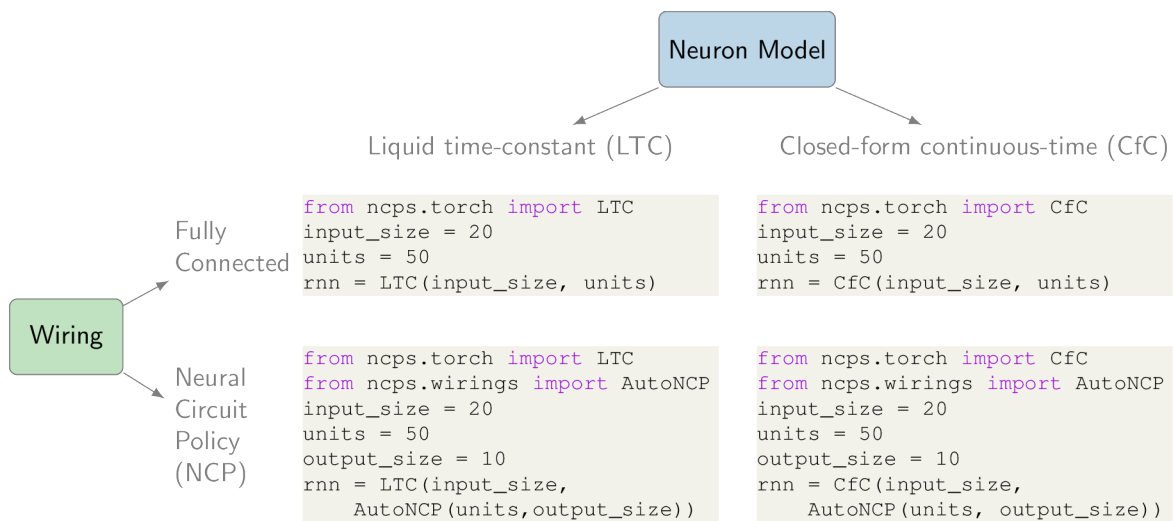 Neuron Model
Liquid time-constant (LTC)
Closed-form continuous-time (CfC)
Wiring
Fully
Connected
from ncps.torch import LTC
input_size = 20
units = 50
rnn = LTC(input_size, units)
from ncps.torch import CfC
input_size = 20
units = 50
rnn = CfC(input_size, units)
Neural
Circuit
Policy
(NCP)
from ncps.torch import LTC
from ncps.wirings import AutoNCP
input_size = 20
units = 50
output_size = 10
rnn = LTC(input_size,
    AutoNCP(units,output_size))
from ncps.torch import CfC
from ncps.wirings import AutoNCP
input_size = 20
units = 50
output_size = 10
rnn = CfC(input_size,
    AutoNCP(units, output_size))